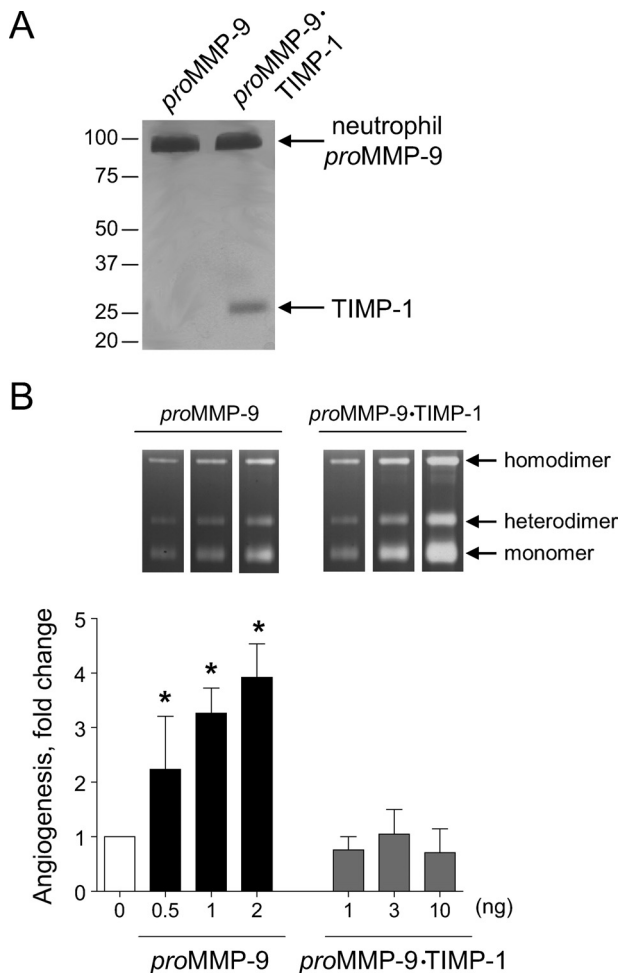 A
proMMP-9
proMMP-9•
TIMP-1
100
neutrophil
proMMP-9
75
50
37
25
TIMP-1
20
B
proMMP-9
proMMP-9•TIMP-1
homodimer
heterodimer
monomer
Angiogenesis, fold change
5
4
3
2
1
0
*
*
*
0
0.5
1
2
1
3
10
(ng)
proMMP-9
proMMP-9•TIMP-1